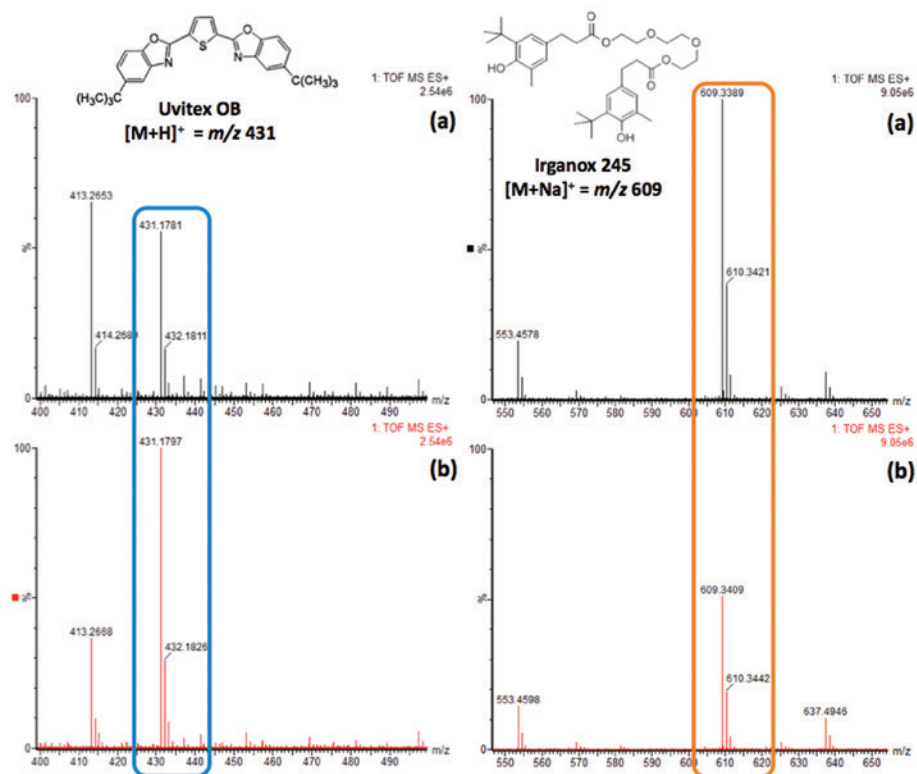 O
O
S
N
N
(H₃C)₃C
C(CH₃)₃
Uvitex OB
[M+H]⁺ = m/z 431
1: TOF MS ES+
2.54e6
(a)
100
%
413.2653
431.1781
414.2689
432.1811
400 410 420 430 440 450 460 470 480 490 m/z
1: TOF MS ES+
2.54e6
(b)
100
%
431.1797
413.2668
432.1826
400 410 420 430 440 450 460 470 480 490 m/z
O
O
O
O
O
O
HO
OH
Irganox 245
[M+Na]⁺ = m/z 609
1: TOF MS ES+
9.05e6
(a)
100
%
609.3389
610.3421
553.4578
550 560 570 580 590 600 610 620 630 640 650 m/z
1: TOF MS ES+
9.05e6
(b)
100
%
609.3409
610.3442
553.4598
637.4946
550 560 570 580 590 600 610 620 630 640 650 m/z